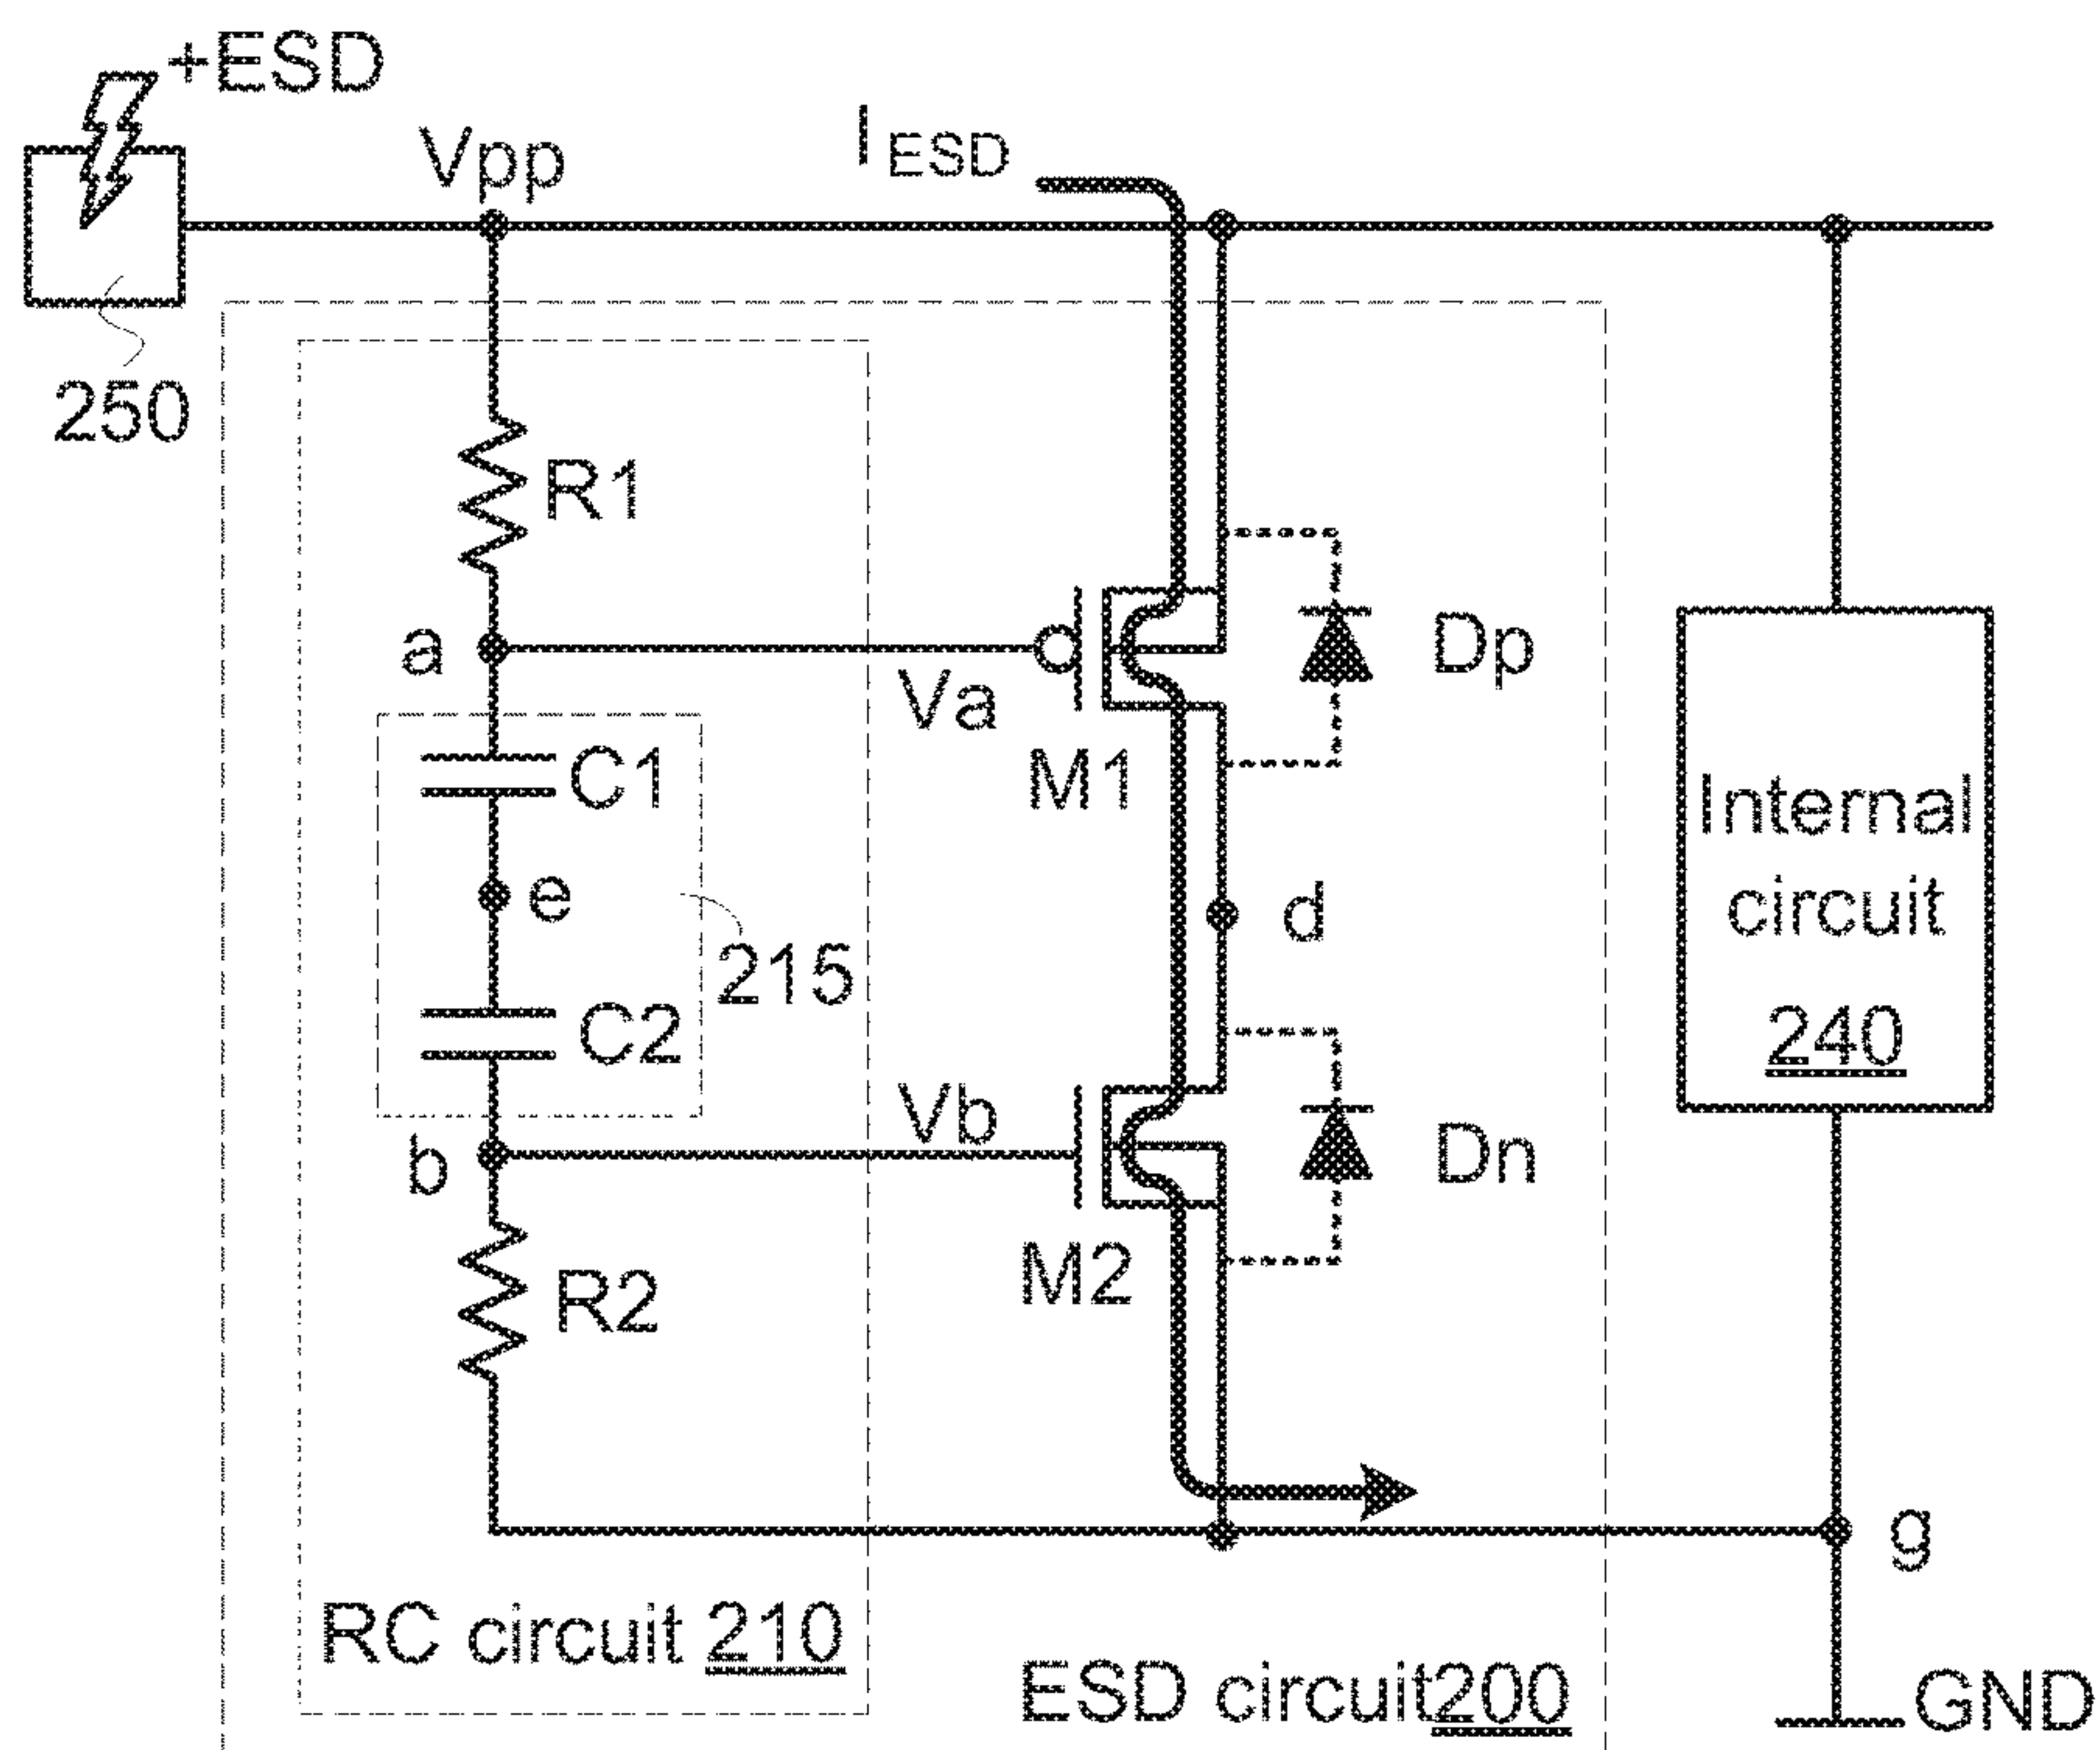 +ESD
Vpp
I ESD
250
R1
a
Va
M1
Dp
C1
e
215
d
Internal
circuit
240
C2
Vb
b
Dn
M2
R2
g
RC circuit 210
ESD circuit200
GND